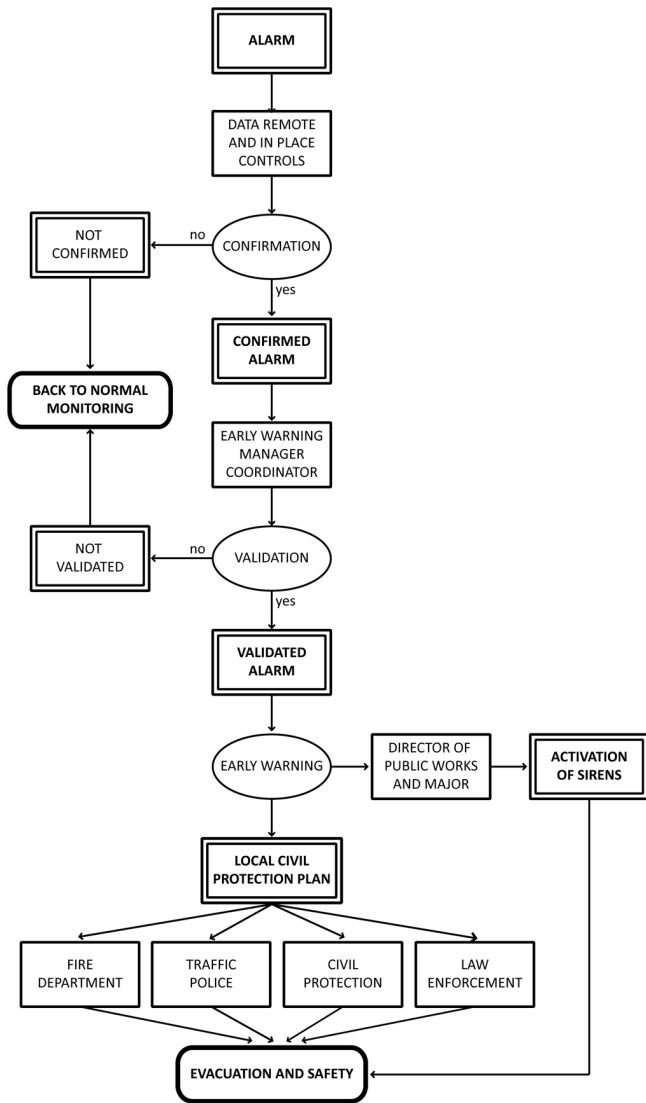 ALARM
DATA REMOTE
AND IN PLACE
CONTROLS
NOT
CONFIRMED
no
CONFIRMATION
yes
CONFIRMED
ALARM
BACK TO NORMAL
MONITORING
EARLY WARNING
MANAGER
COORDINATOR
NOT
VALIDATED
no
VALIDATION
yes
VALIDATED
ALARM
EARLY WARNING
DIRECTOR OF
PUBLIC WORKS
AND MAJOR
ACTIVATION
OF SIRENS
LOCAL CIVIL
PROTECTION PLAN
FIRE
DEPARTMENT
TRAFFIC
POLICE
CIVIL
PROTECTION
LAW
ENFORCEMENT
EVACUATION AND SAFETY